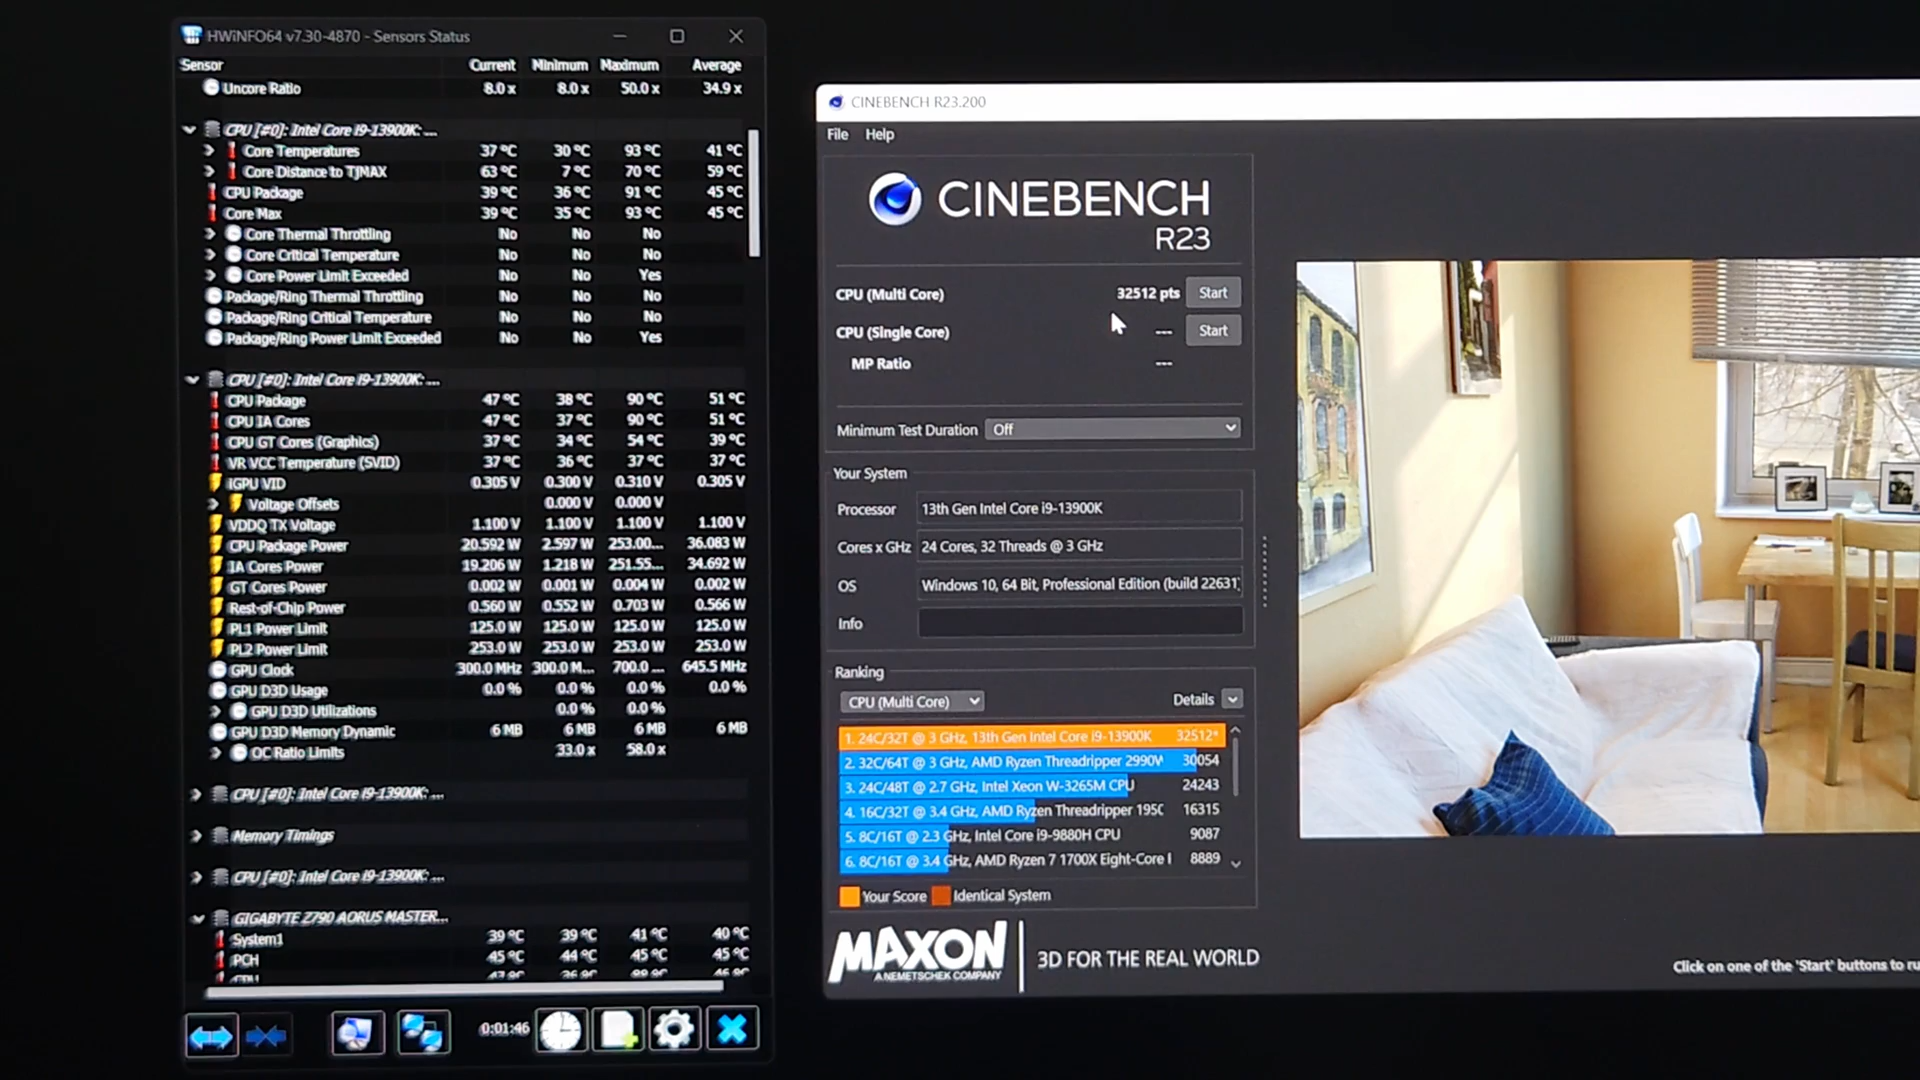 HWiNFO64 v7.30-4870 - Sensors Status
Sensor Current Minimum Maximum Average
Uncore Ratio 8.0 x 8.0 x 50.0 x 34.9 x
CPU [#0]: Intel Core i9-13900K: ...
Core Temperatures 37 °C 30 °C 93 °C 41 °C
Core Distance to TJMAX 63 °C 7 °C 70 °C 59 °C
CPU Package 39 °C 36 °C 91 °C 45 °C
Core Max 39 °C 35 °C 93 °C 45 °C
Core Thermal Throttling No No No
Core Critical Temperature No No No
Core Power Limit Exceeded No No Yes
Package/Ring Thermal Throttling No No No
Package/Ring Critical Temperature No No No
Package/Ring Power Limit Exceeded No No Yes
CPU [#0]: Intel Core i9-13900K: ...
CPU Package 47 °C 38 °C 90 °C 51 °C
CPU IA Cores 47 °C 37 °C 90 °C 51 °C
CPU GT Cores (Graphics) 37 °C 34 °C 54 °C 39 °C
VR VCC Temperature (SVID) 37 °C 36 °C 37 °C 37 °C
iGPU VID 0.305 V 0.300 V 0.310 V 0.305 V
Voltage Offsets 0.000 V 0.000 V
VDDQ TX Voltage 1.100 V 1.100 V 1.100 V 1.100 V
CPU Package Power 20.592 W 2.597 W 253.00... 36.083 W
IA Cores Power 19.206 W 1.218 W 251.55... 34.692 W
GT Cores Power 0.002 W 0.001 W 0.004 W 0.002 W
Rest-of-Chip Power 0.560 W 0.552 W 0.703 W 0.566 W
PL1 Power Limit 125.0 W 125.0 W 125.0 W 125.0 W
PL2 Power Limit 253.0 W 253.0 W 253.0 W 253.0 W
GPU Clock 300.0 MHz 300.0 M... 700.0 ... 645.5 MHz
GPU D3D Usage 0.0 % 0.0 % 0.0 % 0.0 %
GPU D3D Utilizations 0.0 % 0.0 %
GPU D3D Memory Dynamic 6 MB 6 MB 6 MB 6 MB
OC Ratio Limits 33.0 x 58.0 x
CPU [#0]: Intel Core i9-13900K: ...
Memory Timings
CPU [#0]: Intel Core i9-13900K: ...
GIGABYTE Z790 AORUS MASTER...
System1 39 °C 39 °C 41 °C 40 °C
PCH 45 °C 44 °C 45 °C 45 °C
CPU
0:01:46
CINEBENCH R23.200
File Help
CINEBENCH
R23
CPU (Multi Core) 32512 pts Start
CPU (Single Core) --- Start
MP Ratio ---
Minimum Test Duration Off
Your System
Processor 13th Gen Intel Core i9-13900K
Cores x GHz 24 Cores, 32 Threads @ 3 GHz
OS Windows 10, 64 Bit, Professional Edition (build 22631)
Info
Ranking
CPU (Multi Core) Details
1. 24C/32T @ 3 GHz, 13th Gen Intel Core i9-13900K 32512*
2. 32C/64T @ 3 GHz, AMD Ryzen Threadripper 2990W 30054
3. 24C/48T @ 2.7 GHz, Intel Xeon W-3265M CPU 24243
4. 16C/32T @ 3.4 GHz, AMD Ryzen Threadripper 195C 16315
5. 8C/16T @ 2.3 GHz, Intel Core i9-9880H CPU 9087
6. 8C/16T @ 3.4 GHz, AMD Ryzen 7 1700X Eight-Core 8889
Your Score Identical System
MAXON
A NEMETSCHEK COMPANY
3D FOR THE REAL WORLD
Click on one of the 'Start' buttons to ru